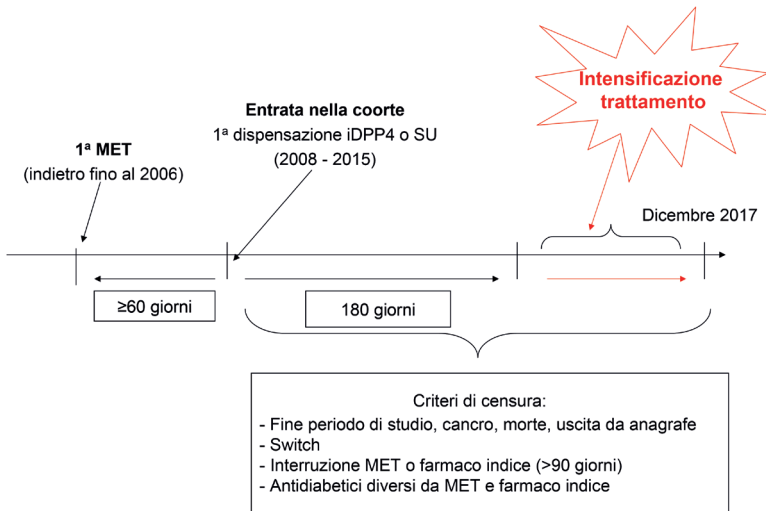 Intensificazione
trattamento
Entrata nella coorte
1ª dispensazione iDPP4 o SU
(2008 - 2015)
1ª MET
(indietro fino al 2006)
Dicembre 2017
≥60 giorni
180 giorni
Criteri di censura:
- Fine periodo di studio, cancro, morte, uscita da anagrafe
- Switch
- Interruzione MET o farmaco indice (>90 giorni)
- Antidiabetici diversi da MET e farmaco indice